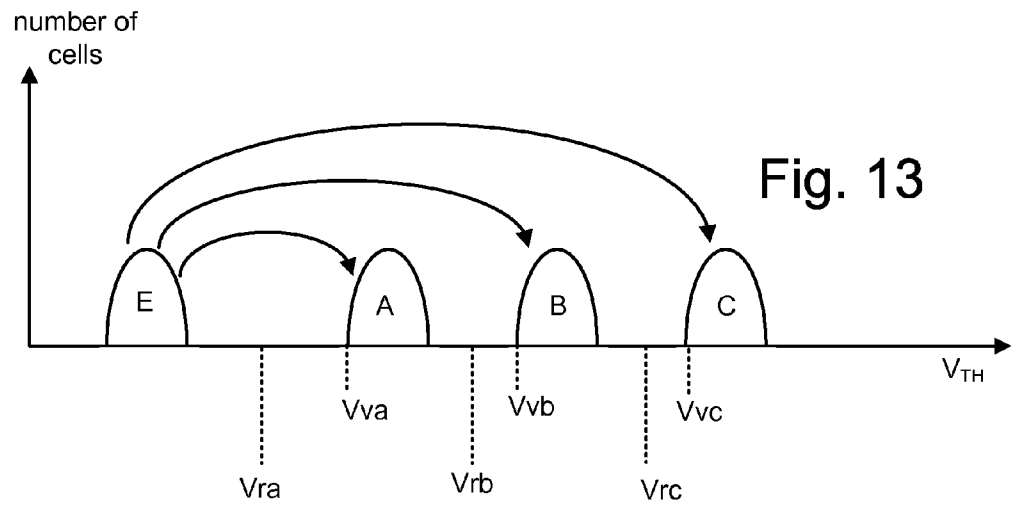 number of
cells
Fig. 13
E
A
B
C
V_TH
Vva
Vvb
Vvc
Vra
Vrb
Vrc